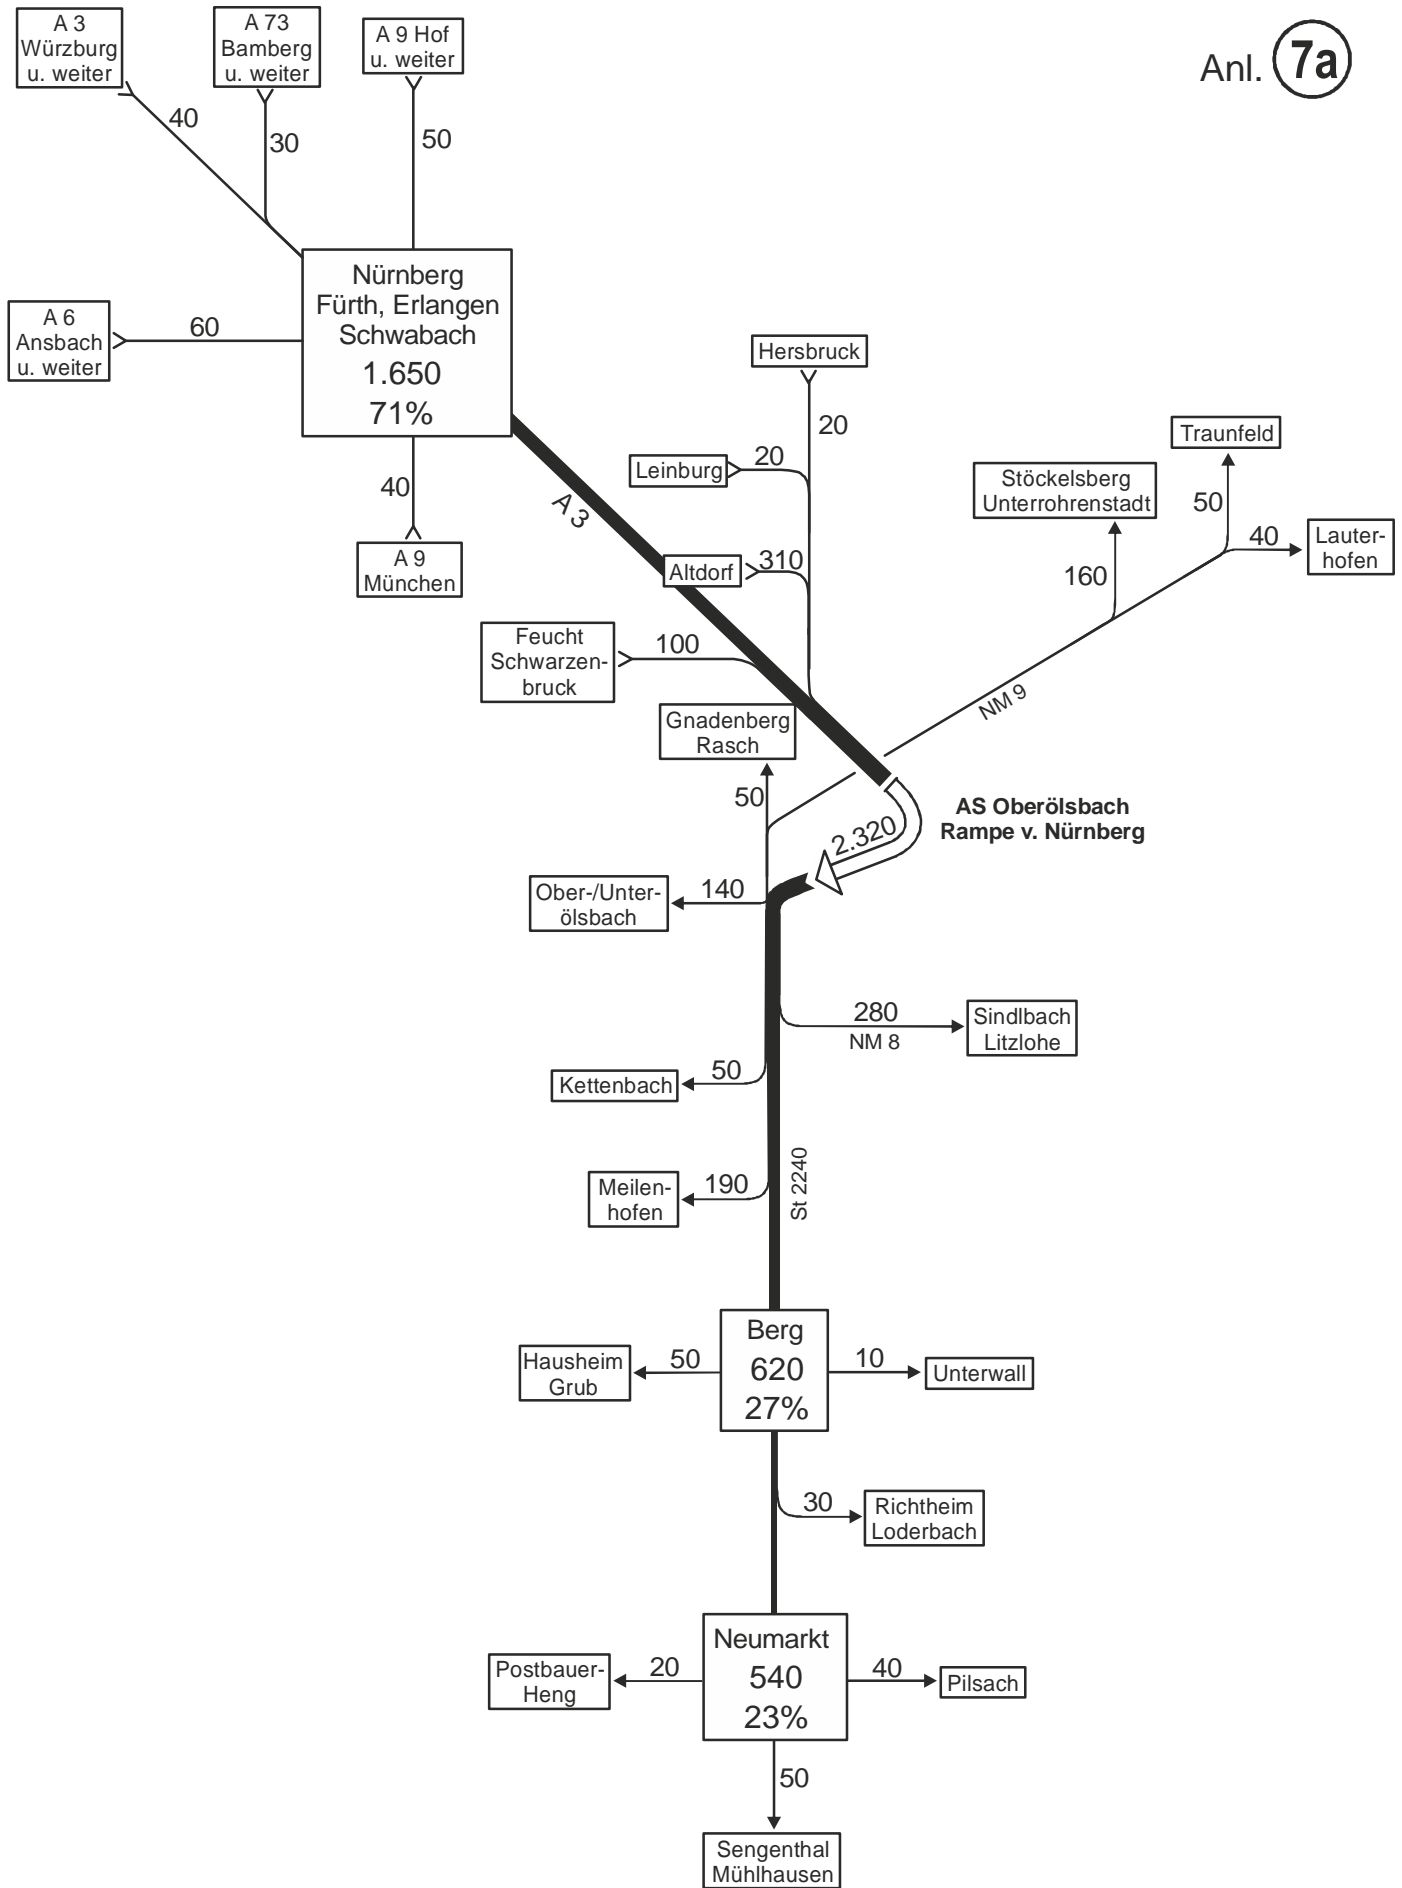 A 3
Würzburg
u. weiter
A 73
Bamberg
u. weiter
A 9 Hof
u. weiter
Anl. 7a
40
30
50
Nürnberg
Fürth, Erlangen
Schwabach
1.650
71%
A 6
Ansbach
u. weiter
60
40
A 9
München
A 3
Hersbruck
20
Leinburg
20
Altdorf
310
Feucht
Schwarzen-
bruck
100
Traunfeld
50
Stöckelsberg
Unterrohrenstadt
160
40
Lauter-
hofen
NM 9
Gnadenberg
Rasch
50
AS Oberölsbach
Rampe v. Nürnberg
2.320
Ober-/Unter-
ölsbach
140
280
NM 8
Sindlbach
Litzlohe
Kettenbach
50
Meilen-
hofen
190
St 2240
Berg
620
27%
Hausheim
Grub
50
10
Unterwall
30
Richtheim
Loderbach
Neumarkt
540
23%
Postbauer-
Heng
20
40
Pilsach
50
Sengenthal
Mühlhausen